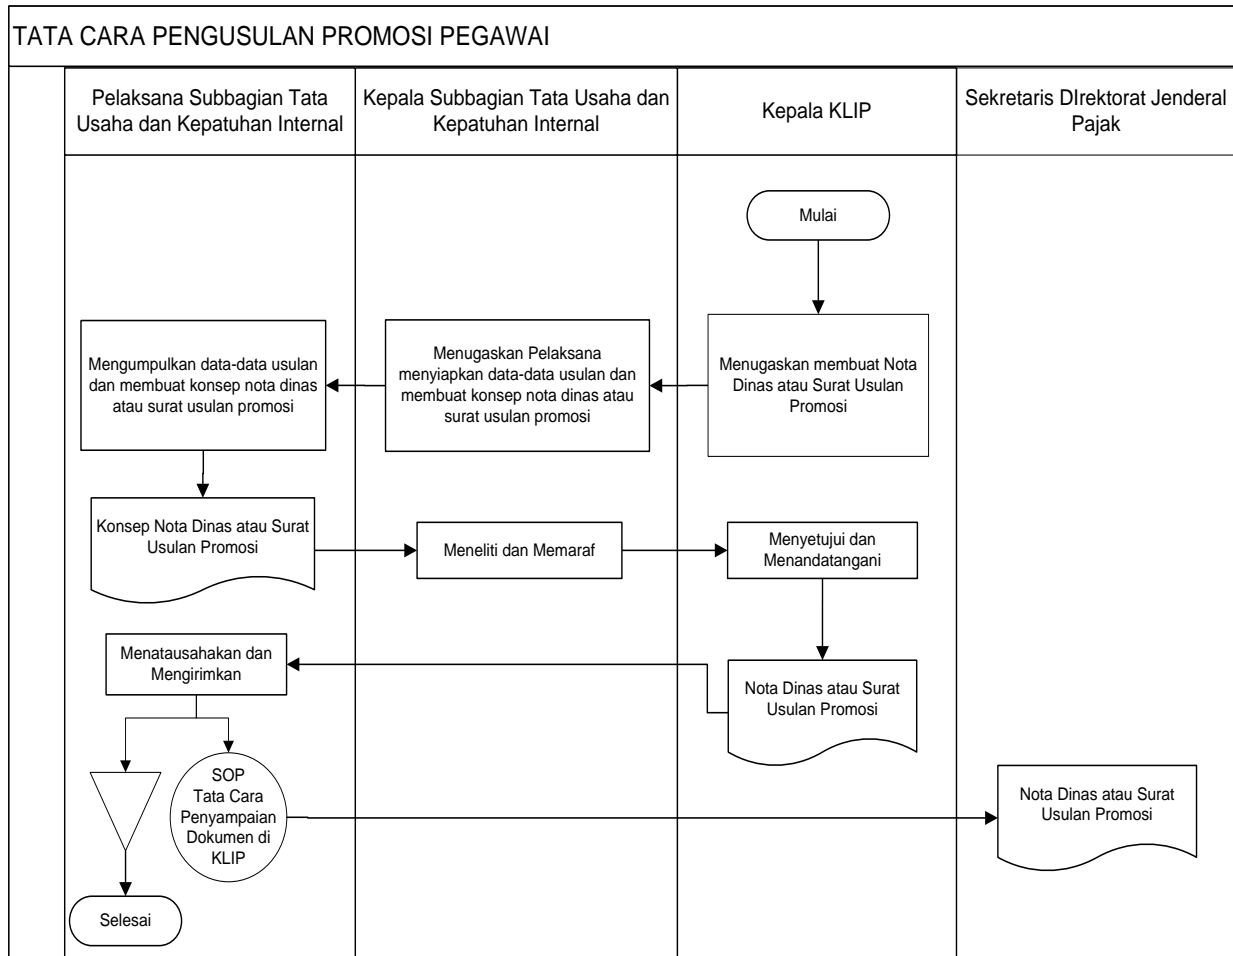 TATA CARA PENGUSULAN PROMOSI PEGAWAI
Pelaksana Subbagian Tata
Usaha dan Kepatuhan Internal
Kepala Subbagian Tata Usaha dan
Kepatuhan Internal
Kepala KLIP
Sekretaris DIrektorat Jenderal
Pajak
Mulai
Mengumpulkan data-data usulan
dan membuat konsep nota dinas
atau surat usulan promosi
Menugaskan Pelaksana
menyiapkan data-data usulan dan
membuat konsep nota dinas atau
surat usulan promosi
Menugaskan membuat Nota
Dinas atau Surat Usulan
Promosi
Konsep Nota Dinas atau Surat
Usulan Promosi
Meneliti dan Memaraf
Menyetujui dan
Menandatangani
Menatausahakan dan
Mengirimkan
Nota Dinas atau Surat
Usulan Promosi
SOP
Tata Cara
Penyampaian
Dokumen di
KLIP
Nota Dinas atau Surat
Usulan Promosi
Selesai